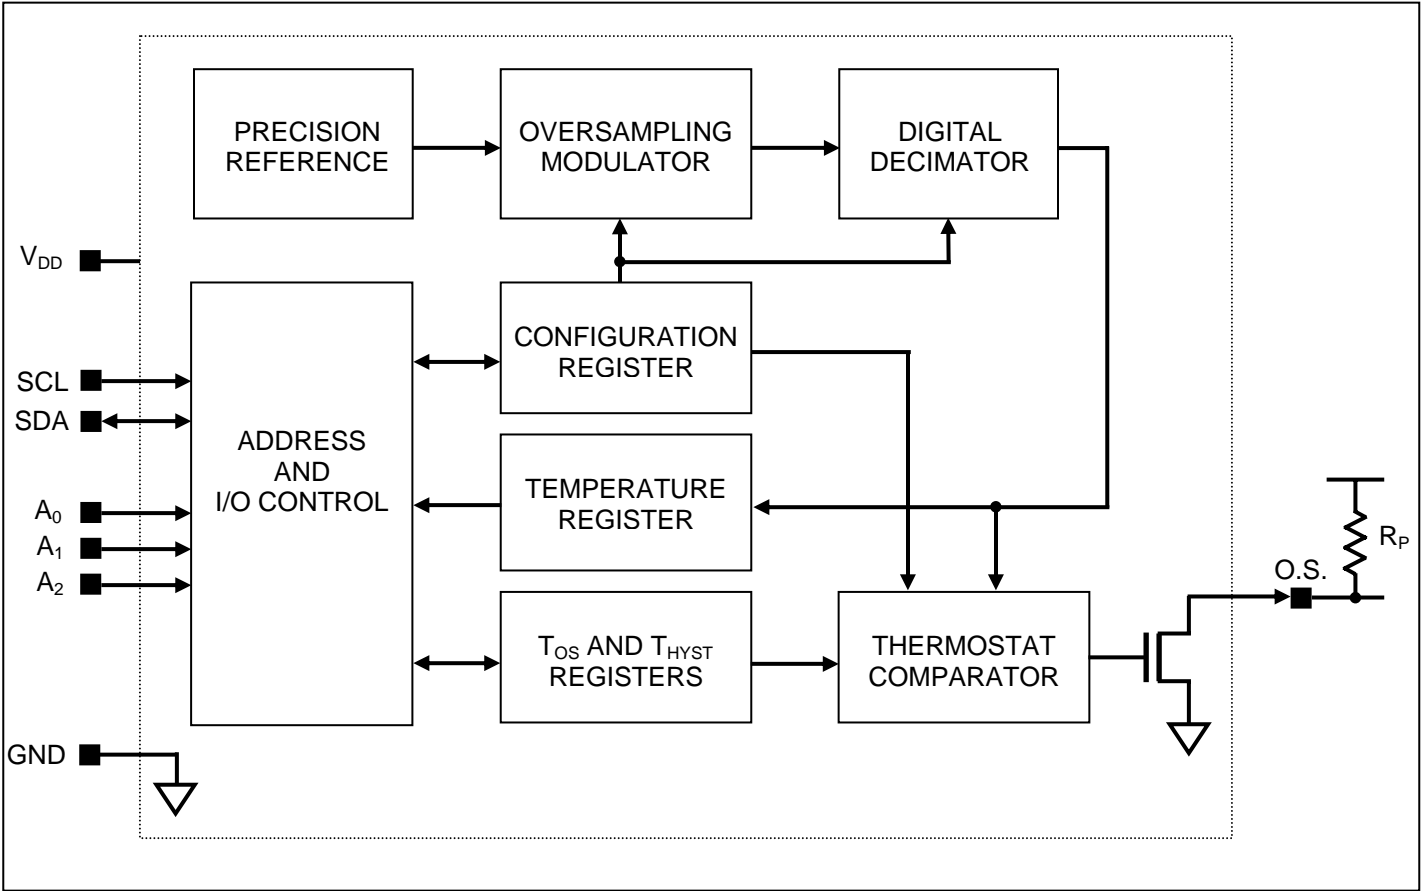 PRECISION
REFERENCE
OVERSAMPLING
MODULATOR
DIGITAL
DECIMATOR
VDD
CONFIGURATION
REGISTER
SCL
SDA
ADDRESS
AND
I/O CONTROL
TEMPERATURE
REGISTER
A0
A1
A2
RP
O.S.
TOS AND THYST
REGISTERS
THERMOSTAT
COMPARATOR
GND